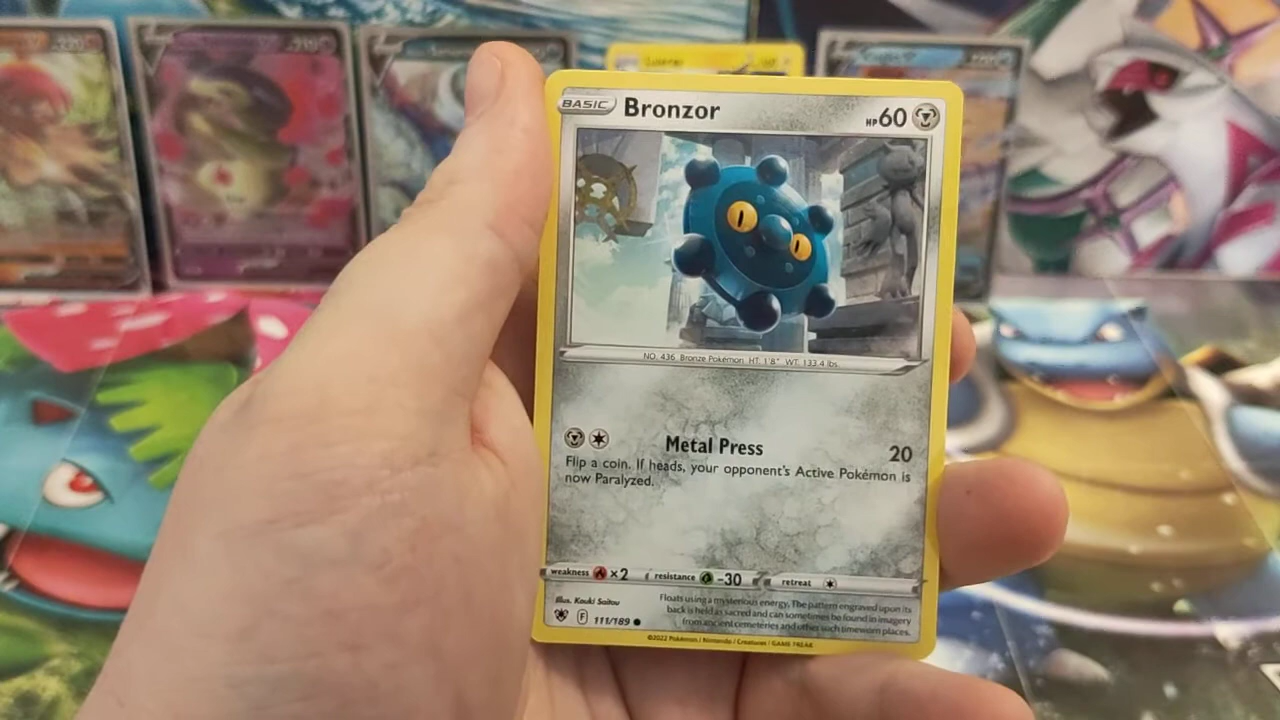 Luxray
BASIC Bronzor HP 60
NO. 436 Bronze Pokémon HT. 1'8" WT. 133.4 lbs.
Metal Press 20
Flip a coin. If heads, your opponent's Active Pokémon is
now Paralyzed.
weakness ×2 resistance -30 retreat
Illus. Kouki Saitou
Floats using a mysterious energy. The pattern engraved upon its
back is held as sacred and can sometimes be found in imagery
from ancient cemeteries and other such timeworn places.
F 111/189
©2022 Pokémon / Nintendo / Creatures / GAME FREAK